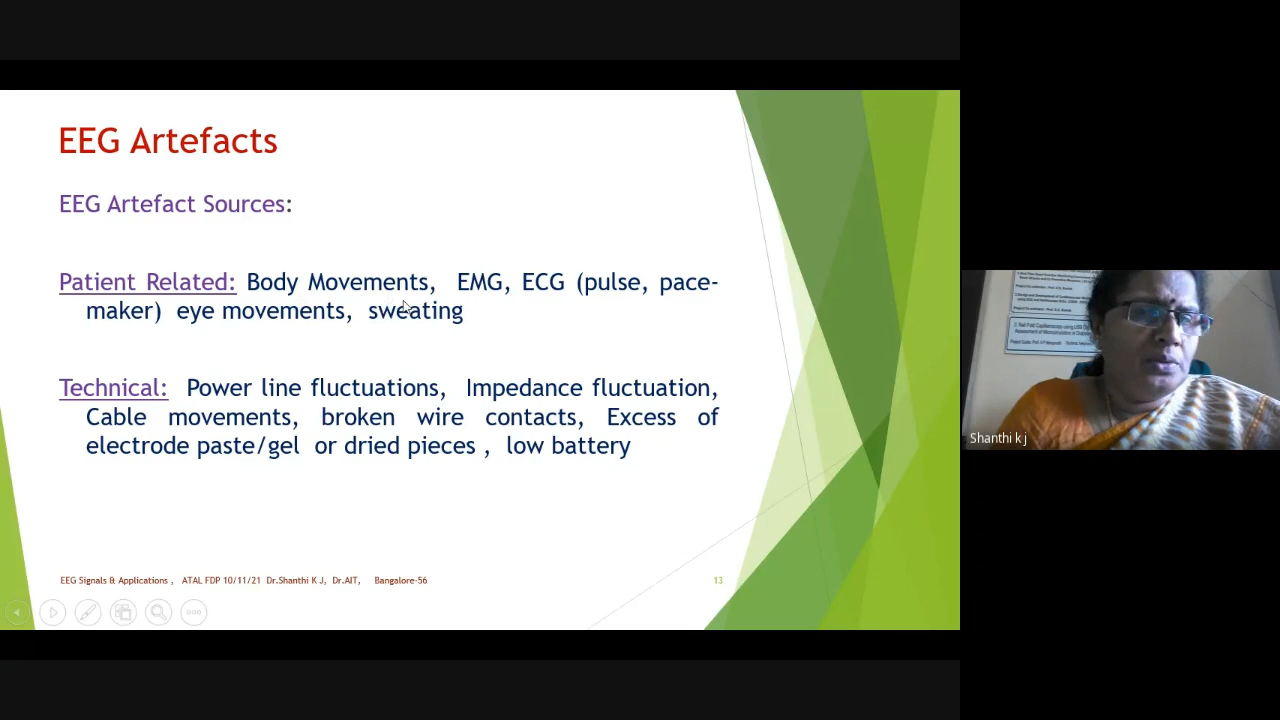 EEG Artefacts
EEG Artefact Sources:
Patient Related: Body Movements, EMG, ECG (pulse, pace-
maker) eye movements, sweating
Technical: Power line fluctuations, Impedance fluctuation,
Cable movements, broken wire contacts, Excess of
electrode paste/gel or dried pieces , low battery
EEG Signals & Applications , ATAL FDP 10/11/21 Dr.Shanthi K J, Dr.AIT, Bangalore-56
13
Shanthi k j